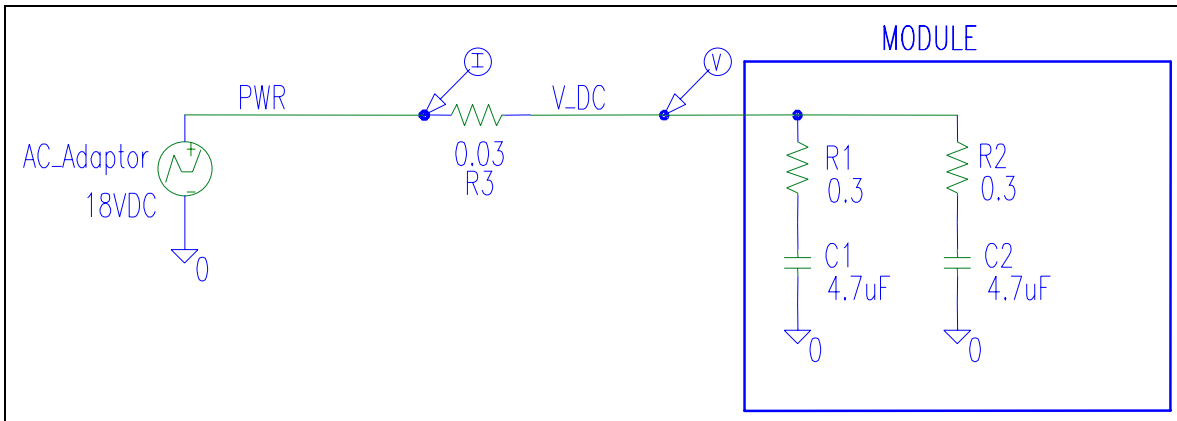 MODULE
I
V
PWR
V_DC
AC_Adaptor
18VDC
+
-
0
0.03
R3
R1
0.3
R2
0.3
C1
4.7uF
C2
4.7uF
0
0